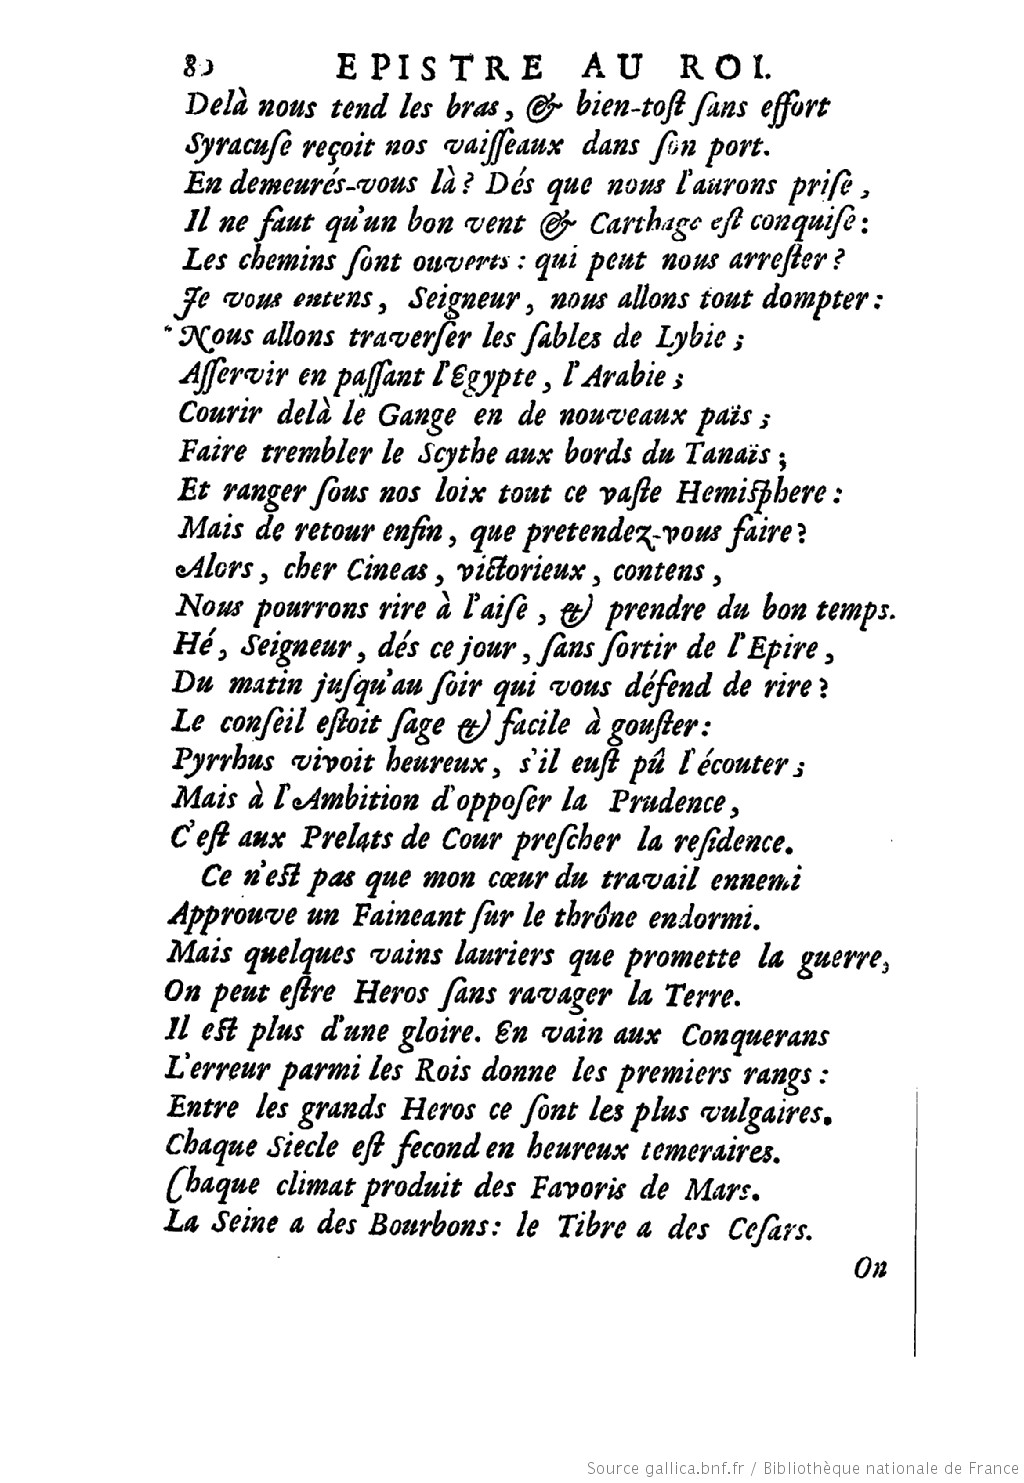 80 EPISTRE AU ROI.
Delà nous tend les bras, & bien-toſt ſans effort
Syracuſe reçoit nos vaiſſeaux dans ſon port.
En demeurés-vous là? Dés que nous l'aurons priſe,
Il ne faut qu'un bon vent & Carthage eſt conquiſe:
Les chemins ſont ouverts: qui peut nous arreſter?
Je vous entens, Seigneur, nous allons tout dompter:
Nous allons traverſer les ſables de Lybie;
Aſſervir en paſſant l'Egypte, l'Arabie;
Courir delà le Gange en de nouveaux païs;
Faire trembler le Scythe aux bords du Tanaïs;
Et ranger ſous nos loix tout ce vaſte Hemiſphere:
Mais de retour enfin, que pretendez-vous faire?
Alors, cher Cineas, victorieux, contens,
Nous pourrons rire à l'aiſe, & prendre du bon temps.
Hé, Seigneur, dés ce jour, ſans ſortir de l'Epire,
Du matin juſqu'au ſoir qui vous défend de rire?
Le conſeil eſtoit ſage & facile à gouſter:
Pyrrhus vivoit heureux, s'il euſt pû l'écouter;
Mais à l'Ambition d'oppoſer la Prudence,
C'eſt aux Prelats de Cour preſcher la reſidence.
Ce n'eſt pas que mon cœur du travail ennemi
Approuve un Faineant ſur le thrône endormi.
Mais quelques vains lauriers que promette la guerre,
On peut eſtre Heros ſans ravager la Terre.
Il eſt plus d'une gloire. En vain aux Conquerans
L'erreur parmi les Rois donne les premiers rangs:
Entre les grands Heros ce ſont les plus vulgaires.
Chaque Siecle eſt fecond en heureux temeraires.
Chaque climat produit des Favoris de Mars.
La Seine a des Bourbons: le Tibre a des Ceſars.
On
Source gallica.bnf.fr / Bibliothèque nationale de France